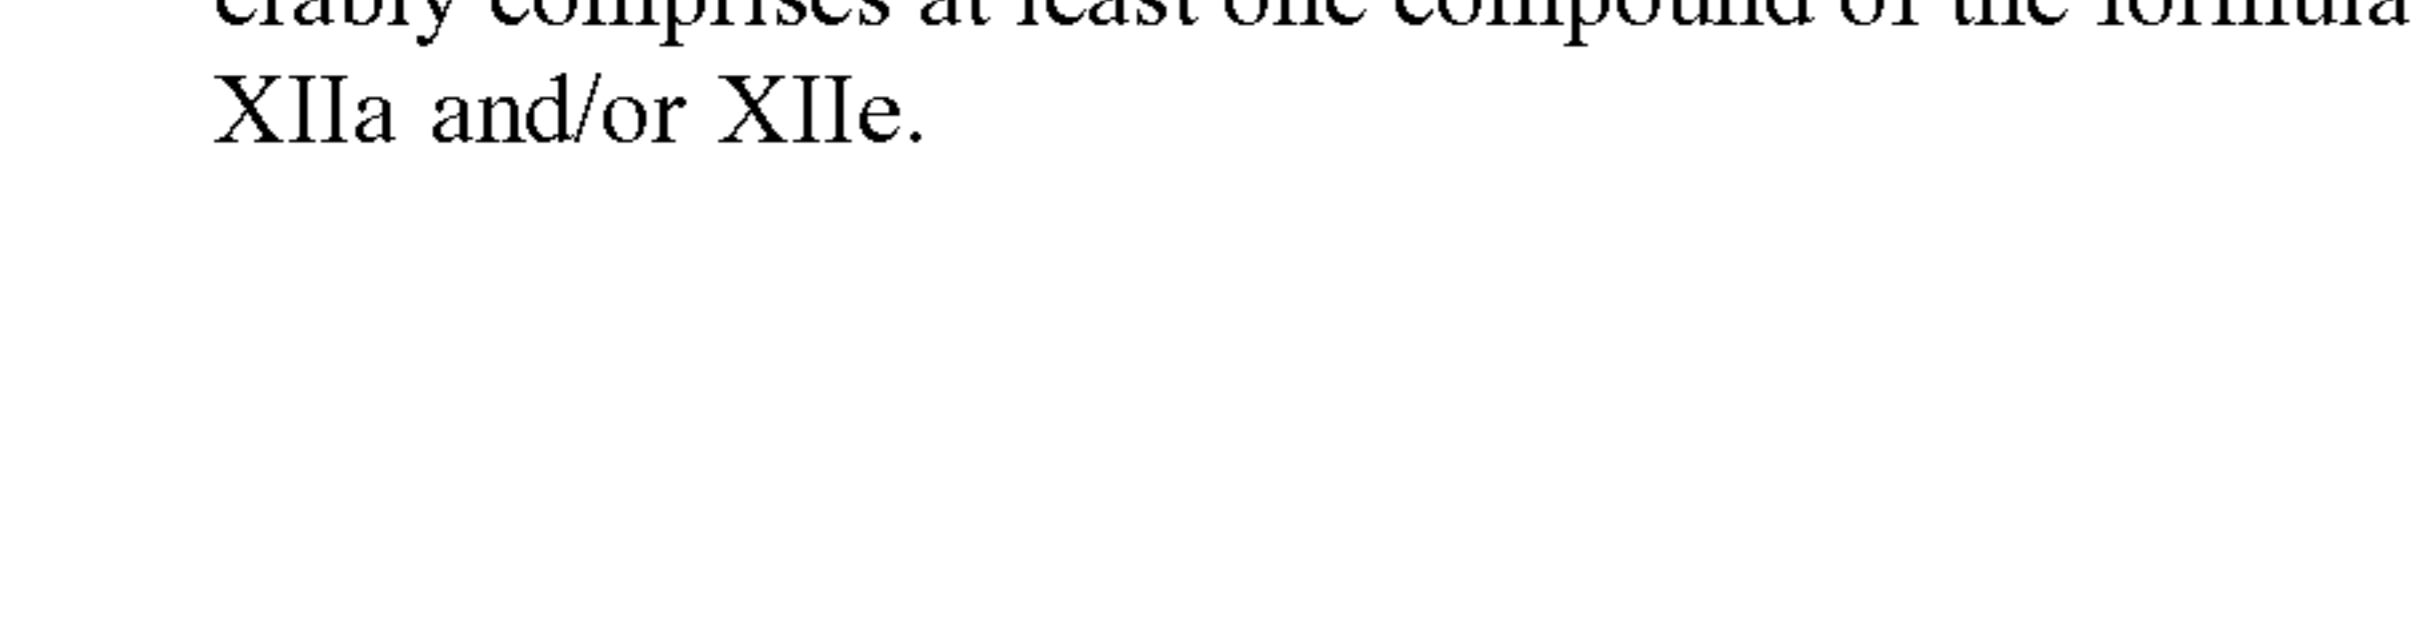 erably comprises at least one compound of the formula
XIIa and/or XIIe.